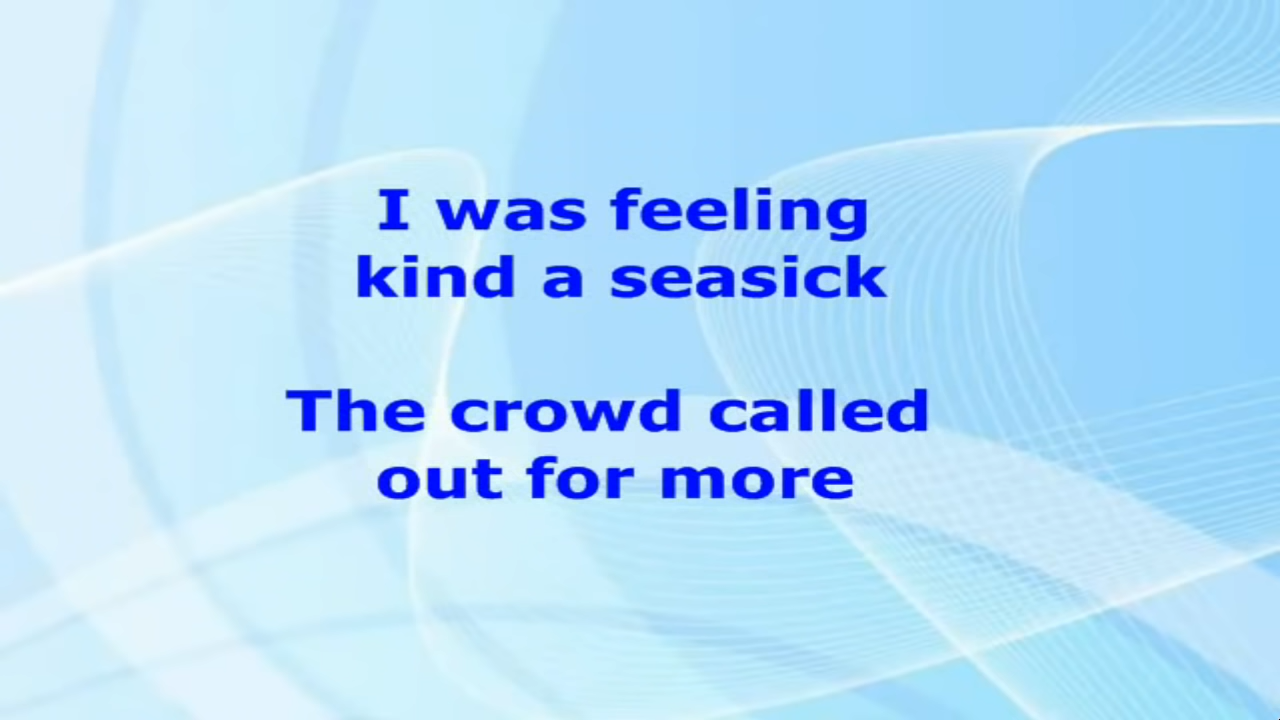 I was feeling
kind a seasick
The crowd called
out for more